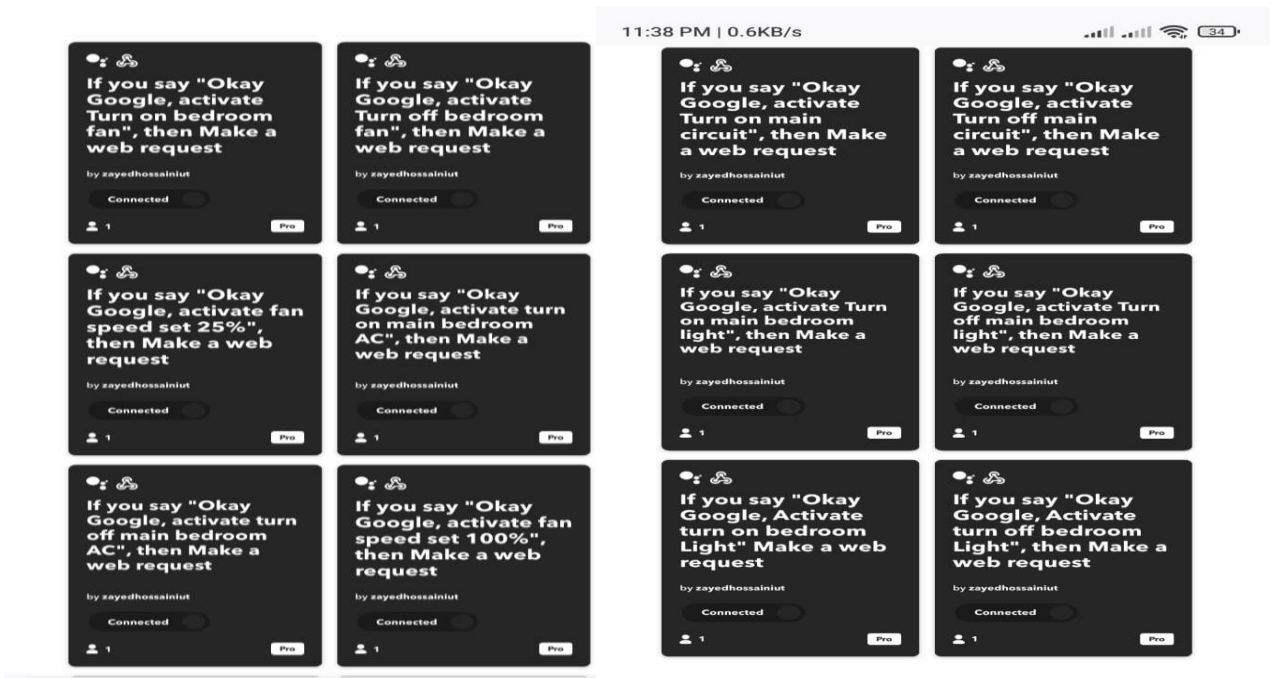 If you say "Okay
Google, activate
Turn on bedroom
fan", then Make a
web request
by zayedhossainiut
Connected
1
Pro
If you say "Okay
Google, activate
Turn off bedroom
fan", then Make a
web request
by zayedhossainiut
Connected
1
Pro
If you say "Okay
Google, activate fan
speed set 25%",
then Make a web
request
by zayedhossainiut
Connected
1
Pro
If you say "Okay
Google, activate turn
on main bedroom
AC", then Make a
web request
by zayedhossainiut
Connected
1
Pro
If you say "Okay
Google, activate turn
off main bedroom
AC", then Make a
web request
by zayedhossainiut
Connected
1
Pro
If you say "Okay
Google, activate fan
speed set 100%",
then Make a web
request
by zayedhossainiut
Connected
1
Pro
11:38 PM | 0.6KB/s
34
If you say "Okay
Google, activate
Turn on main
circuit", then Make
a web request
by zayedhossainiut
Connected
1
Pro
If you say "Okay
Google, activate
Turn off main
circuit", then Make
a web request
by zayedhossainiut
Connected
1
Pro
If you say "Okay
Google, activate Turn
on main bedroom
light", then Make a
web request
by zayedhossainiut
Connected
1
Pro
If you say "Okay
Google, activate Turn
off main bedroom
light", then Make a
web request
by zayedhossainiut
Connected
1
Pro
If you say "Okay
Google, Activate
turn on bedroom
Light" Make a web
request
by zayedhossainiut
Connected
1
Pro
If you say "Okay
Google, Activate
turn off bedroom
Light", then Make a
web request
by zayedhossainiut
Connected
1
Pro